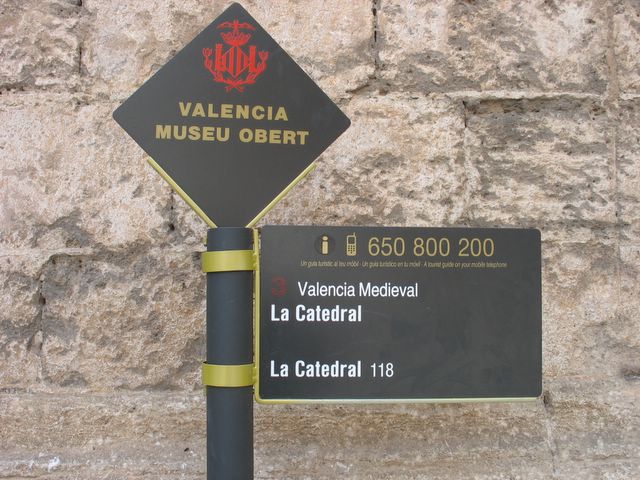 VALENCIA
MUSEU OBERT
i 650 800 200
Un guia turístic al teu mòbil - Un guía turístico en tu móvil - A tourist guide on your mobile telephone
3 Valencia Medieval
La Catedral
La Catedral 118